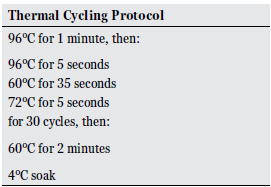 Thermal Cycling Protocol
96ºC for 1 minute, then:
96ºC for 5 seconds
60ºC for 35 seconds
72ºC for 5 seconds
for 30 cycles, then:
60ºC for 2 minutes
4ºC soak